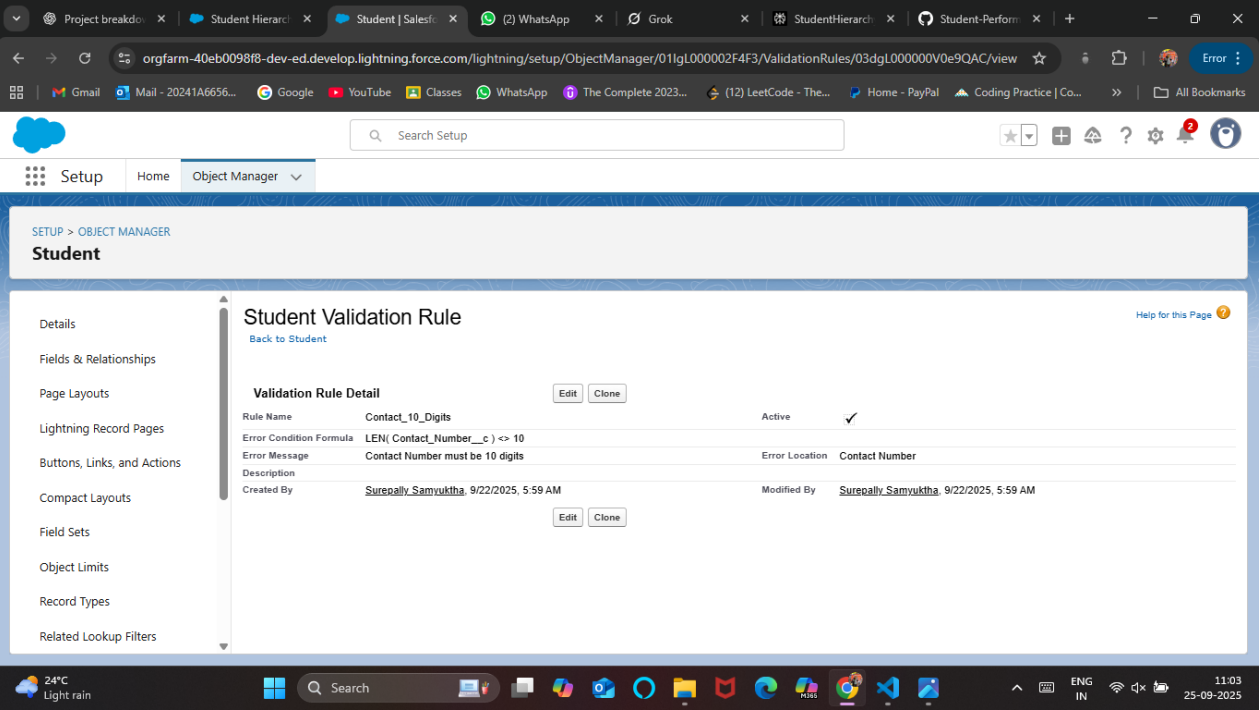 Project breakdo
Student Hierarch
Student | Salesfo
(2) WhatsApp
Grok
StudentHierarch
Student-Perform
orgfarm-40eb0098f8-dev-ed.develop.lightning.force.com/lightning/setup/ObjectManager/01IgL000002F4F3/ValidationRules/03dgL000000V0e9QAC/view
Error
Gmail
Mail - 20241A6656...
Google
YouTube
Classes
WhatsApp
The Complete 2023...
(12) LeetCode - The...
Home - PayPal
Coding Practice | Co...
»
All Bookmarks
Search Setup
2
Setup
Home
Object Manager
SETUP > OBJECT MANAGER
Student
Details
Fields & Relationships
Page Layouts
Lightning Record Pages
Buttons, Links, and Actions
Compact Layouts
Field Sets
Object Limits
Record Types
Related Lookup Filters
Student Validation Rule
Back to Student
Help for this Page ?
Validation Rule Detail
Edit Clone
Rule Name Contact_10_Digits Active
Error Condition Formula LEN( Contact_Number__c ) <> 10
Error Message Contact Number must be 10 digits Error Location Contact Number
Description
Created By Surepally Samyuktha, 9/22/2025, 5:59 AM Modified By Surepally Samyuktha, 9/22/2025, 5:59 AM
Edit Clone
24°C
Light rain
Search
M365
ENG
IN
11:03
25-09-2025